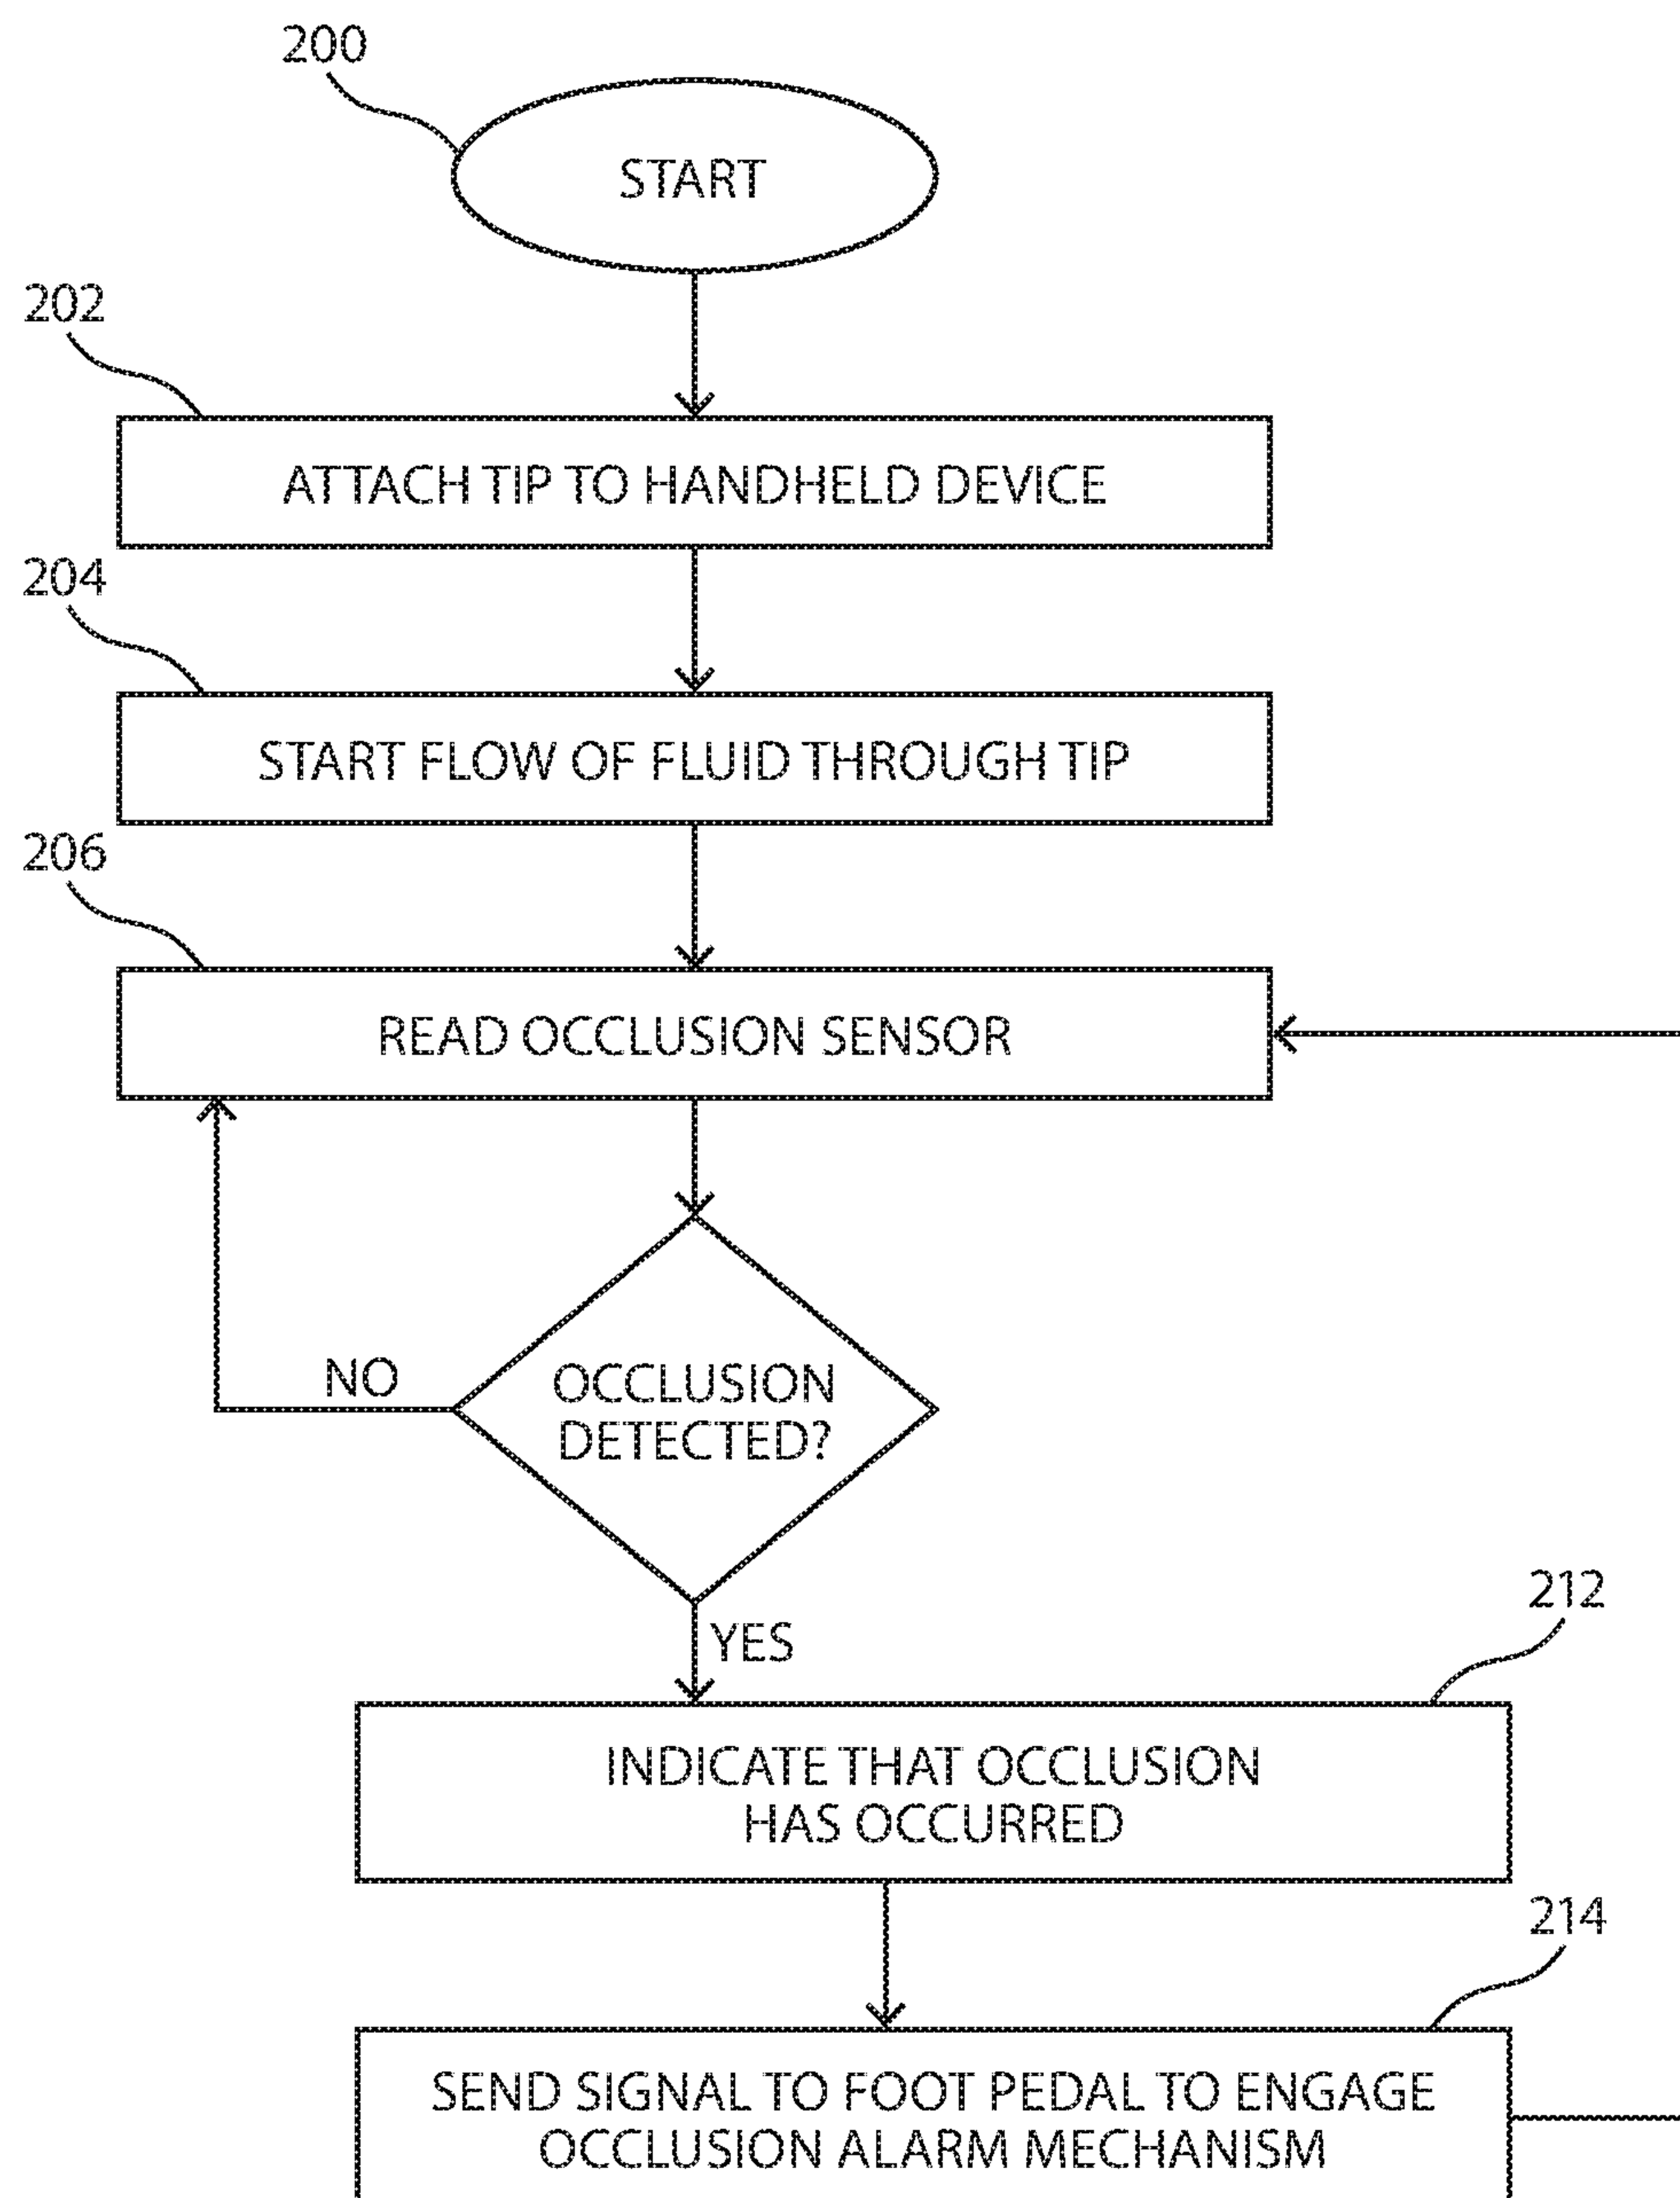 200
START
202
ATTACH TIP TO HANDHELD DEVICE
204
START FLOW OF FLUID THROUGH TIP
206
READ OCCLUSION SENSOR
NO
OCCLUSION
DETECTED?
YES
212
INDICATE THAT OCCLUSION
HAS OCCURRED
214
SEND SIGNAL TO FOOT PEDAL TO ENGAGE
OCCLUSION ALARM MECHANISM